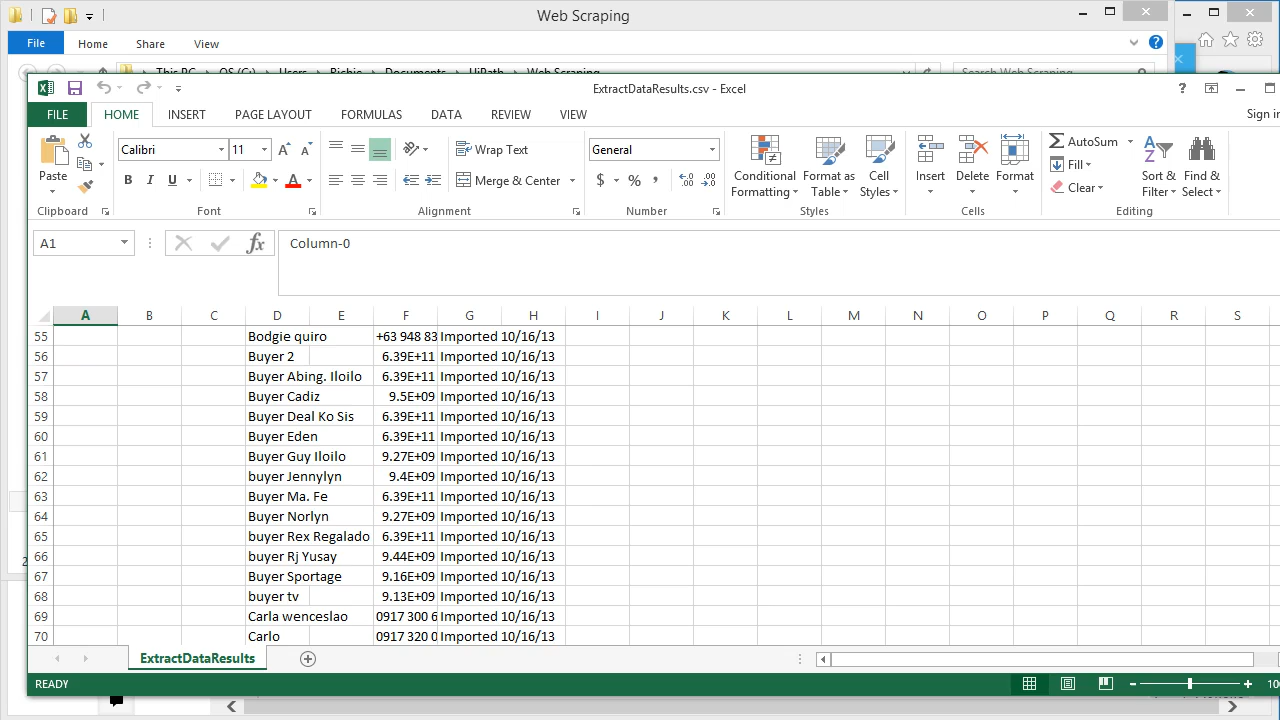 Web Scraping
File Home Share View
This PC OS (C:) Users Richie Documents UiPath Web Scraping Search Web Scraping
ExtractDataResults.csv - Excel
FILE HOME INSERT PAGE LAYOUT FORMULAS DATA REVIEW VIEW Sign in
Calibri 11 Wrap Text General AutoSum
Paste Conditional Format as Cell Insert Delete Format Fill Sort & Find &
B I U A Merge & Center $ % , Formatting Table Styles Clear Filter Select
Clipboard Font Alignment Number Styles Cells Editing
A1 fx Column-0
A B C D E F G H I J K L M N O P Q R S
55 Bodgie quiro +63 948 83 Imported 10/16/13
56 Buyer 2 6.39E+11 Imported 10/16/13
57 Buyer Abing. Iloilo 6.39E+11 Imported 10/16/13
58 Buyer Cadiz 9.5E+09 Imported 10/16/13
59 Buyer Deal Ko Sis 6.39E+11 Imported 10/16/13
60 Buyer Eden 6.39E+11 Imported 10/16/13
61 Buyer Guy Iloilo 9.27E+09 Imported 10/16/13
62 buyer Jennylyn 9.4E+09 Imported 10/16/13
63 Buyer Ma. Fe 6.39E+11 Imported 10/16/13
64 Buyer Norlyn 9.27E+09 Imported 10/16/13
65 buyer Rex Regalado 6.39E+11 Imported 10/16/13
66 buyer Rj Yusay 9.44E+09 Imported 10/16/13
67 Buyer Sportage 9.16E+09 Imported 10/16/13
68 buyer tv 9.13E+09 Imported 10/16/13
69 Carla wenceslao 0917 300 6 Imported 10/16/13
70 Carlo 0917 320 0 Imported 10/16/13
ExtractDataResults
READY 100